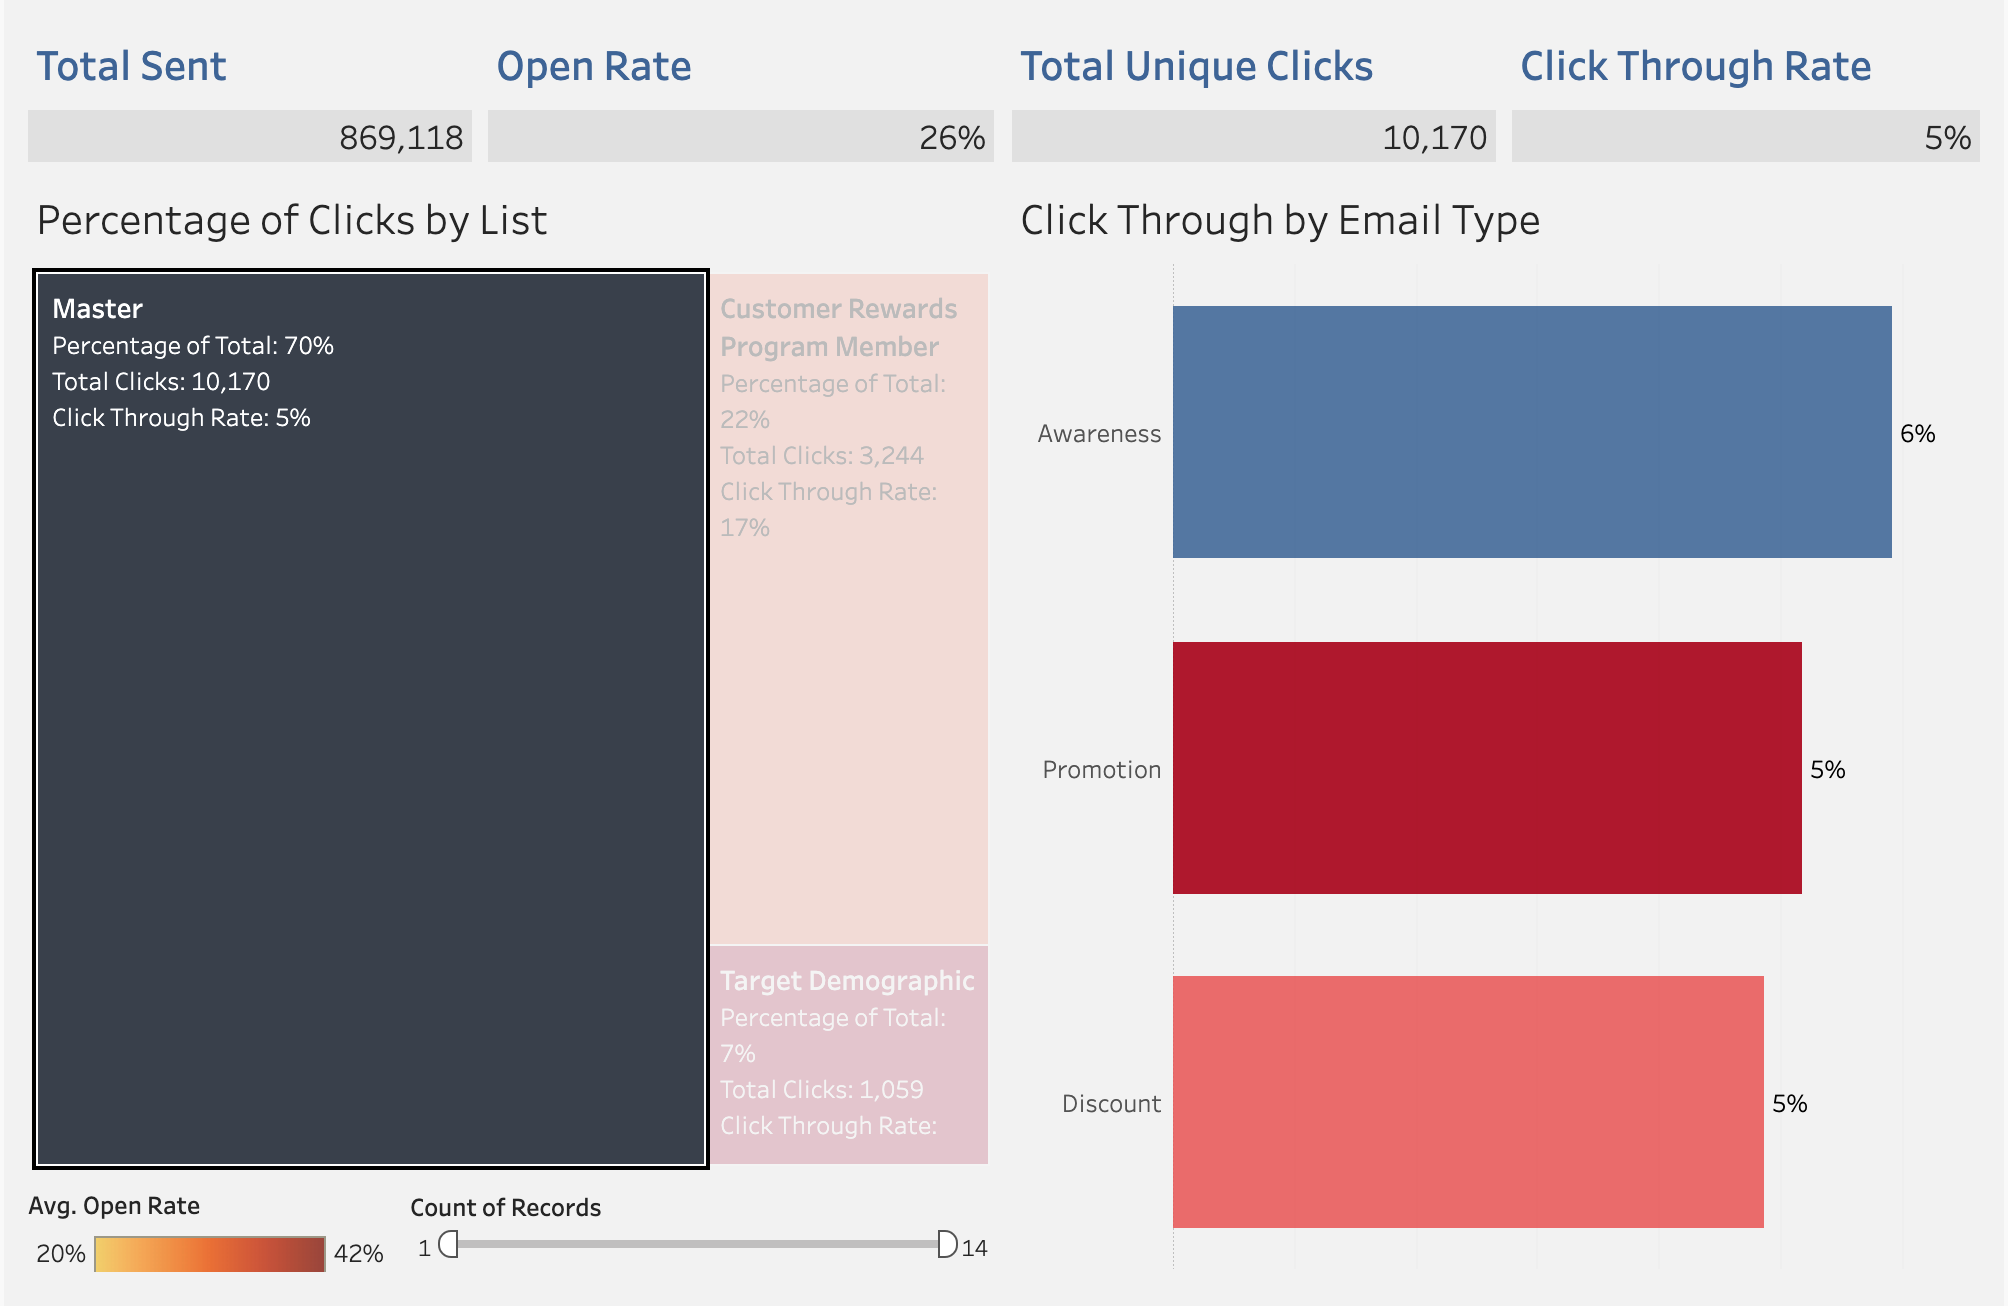 Total Sent
Open Rate
Total Unique Clicks
Click Through Rate
869,118
26%
10,170
5%
Percentage of Clicks by List
Click Through by Email Type
Master
Percentage of Total: 70%
Total Clicks: 10,170
Click Through Rate: 5%
Customer Rewards
Program Member
Percentage of Total:
22%
Total Clicks: 3,244
Click Through Rate:
17%
Target Demographic
Percentage of Total:
7%
Total Clicks: 1,059
Click Through Rate:
Awareness
6%
Promotion
5%
Discount
5%
Avg. Open Rate
20%
42%
Count of Records
1
14